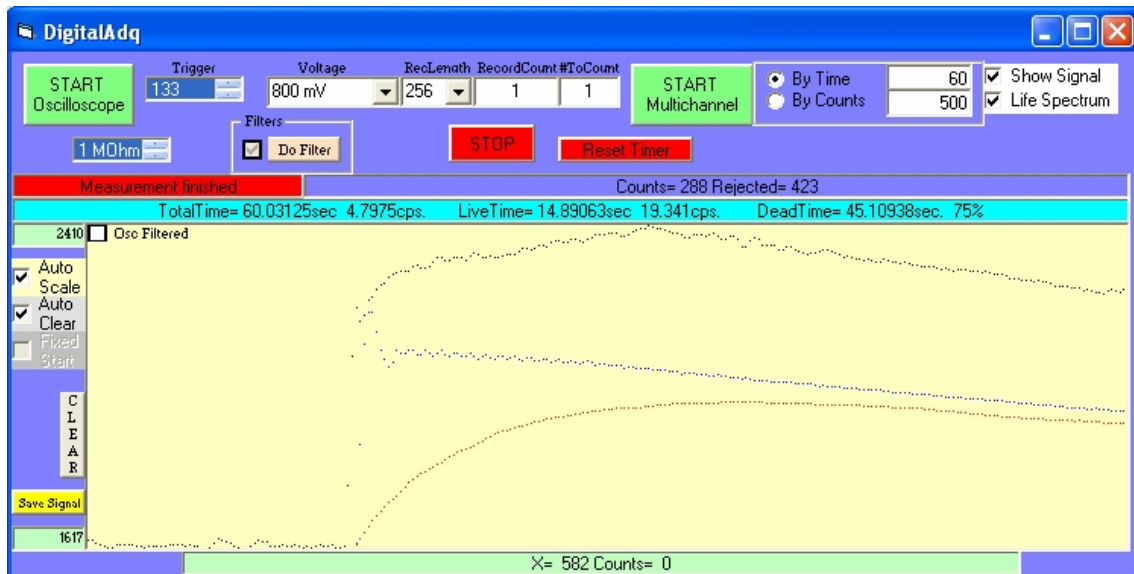 DigitalAdq
START Oscilloscope
Trigger
133
Voltage
800 mV
RecLength
256
RecordCount
1
#ToCount
1
START Multichannel
By Time
60
By Counts
500
Show Signal
Life Spectrum
1 MOhm
Filters
Do Filter
STOP
Reset Timer
Measurement finished
Counts= 288 Rejected= 423
TotalTime= 60.03125sec 4.7975cps. LiveTime= 14.89063sec 19.341cps. DeadTime= 45.10938sec. 75%
2410
Osc Filtered
Auto Scale
Auto Clear
Fixed Start
CLEAR
Save Signal
1617
X= 582 Counts= 0